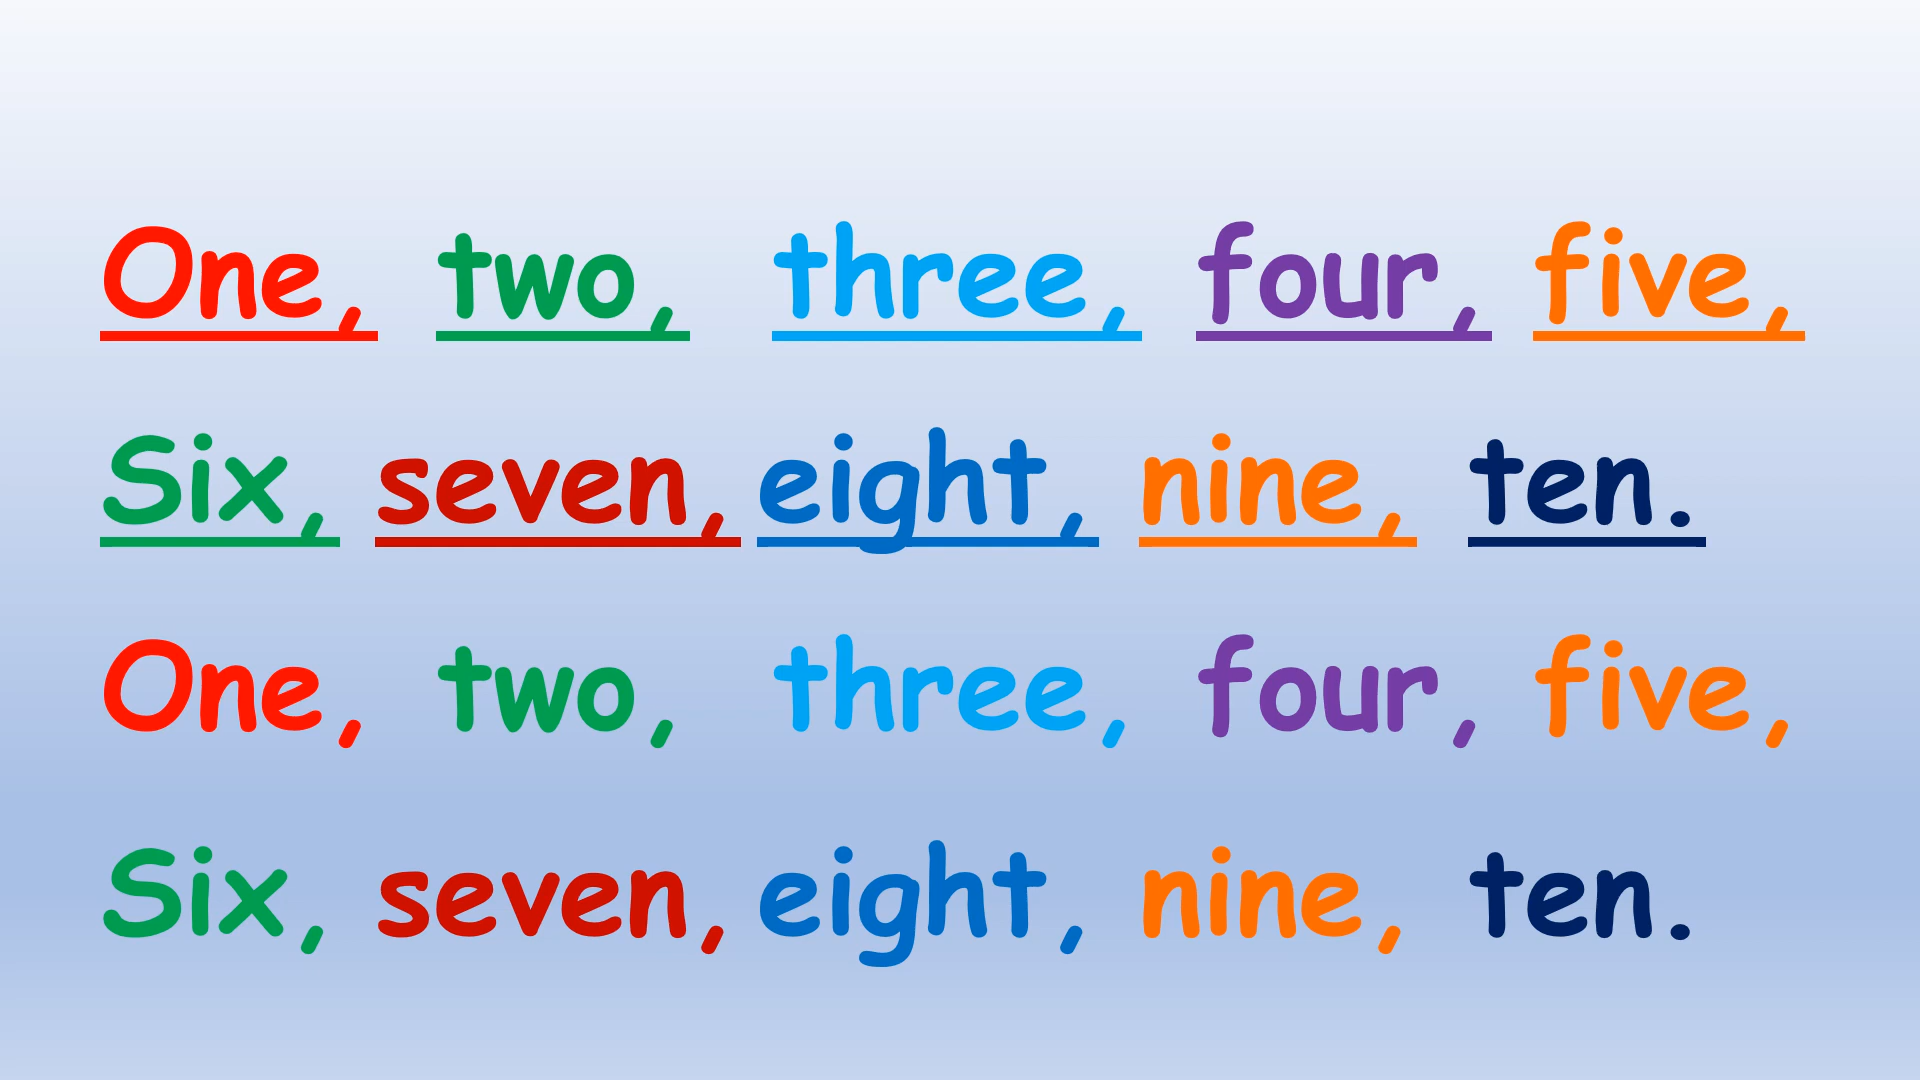 One, two, three, four, five,
Six, seven, eight, nine, ten.
One, two, three, four, five,
Six, seven, eight, nine, ten.